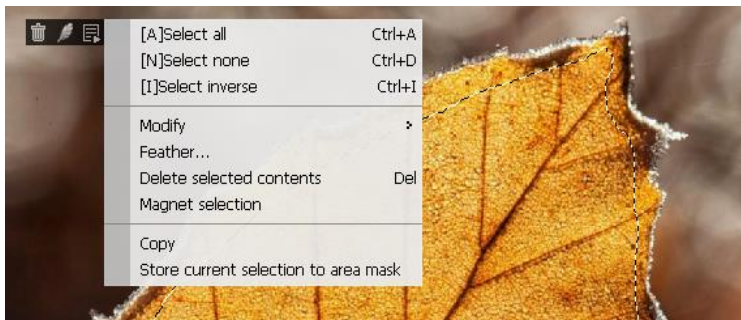 [A]Select all Ctrl+A
[N]Select none Ctrl+D
[I]Select inverse Ctrl+I
Modify
Feather...
Delete selected contents Del
Magnet selection
Copy
Store current selection to area mask